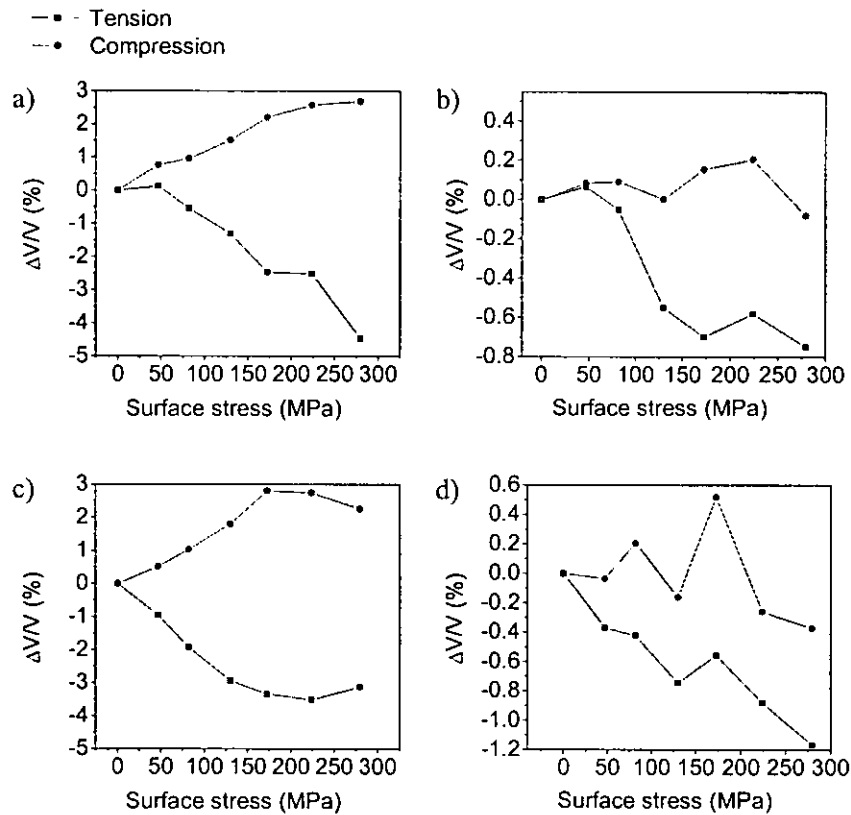 Tension
Compression
a)
3
2
1
0
-1
-2
-3
-4
-5
ΔV/V (%)
0 50 100 150 200 250 300
Surface stress (MPa)
b)
0.4
0.2
0.0
-0.2
-0.4
-0.6
-0.8
ΔV/V (%)
0 50 100 150 200 250 300
Surface stress (MPa)
c)
3
2
1
0
-1
-2
-3
-4
-5
ΔV/V (%)
0 50 100 150 200 250 300
Surface stress (MPa)
d)
0.6
0.4
0.2
0.0
-0.2
-0.4
-0.6
-0.8
-1.0
-1.2
ΔV/V (%)
0 50 100 150 200 250 300
Surface stress (MPa)